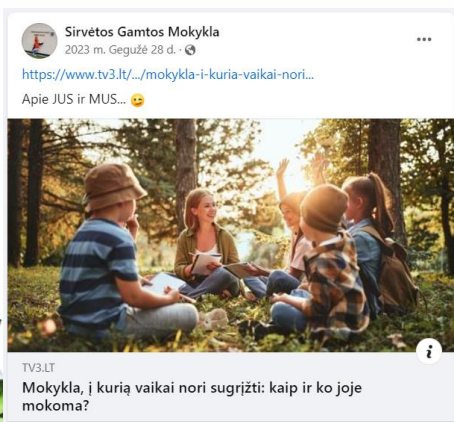 Sirvėtos Gamtos Mokykla
2023 m. Gegužė 28 d. ·
https://www.tv3.lt/.../mokykla-i-kuria-vaikai-nori...
Apie JUS ir MUS...
TV3.LT
Mokykla, į kurią vaikai nori sugrįžti: kaip ir ko joje
mokoma?